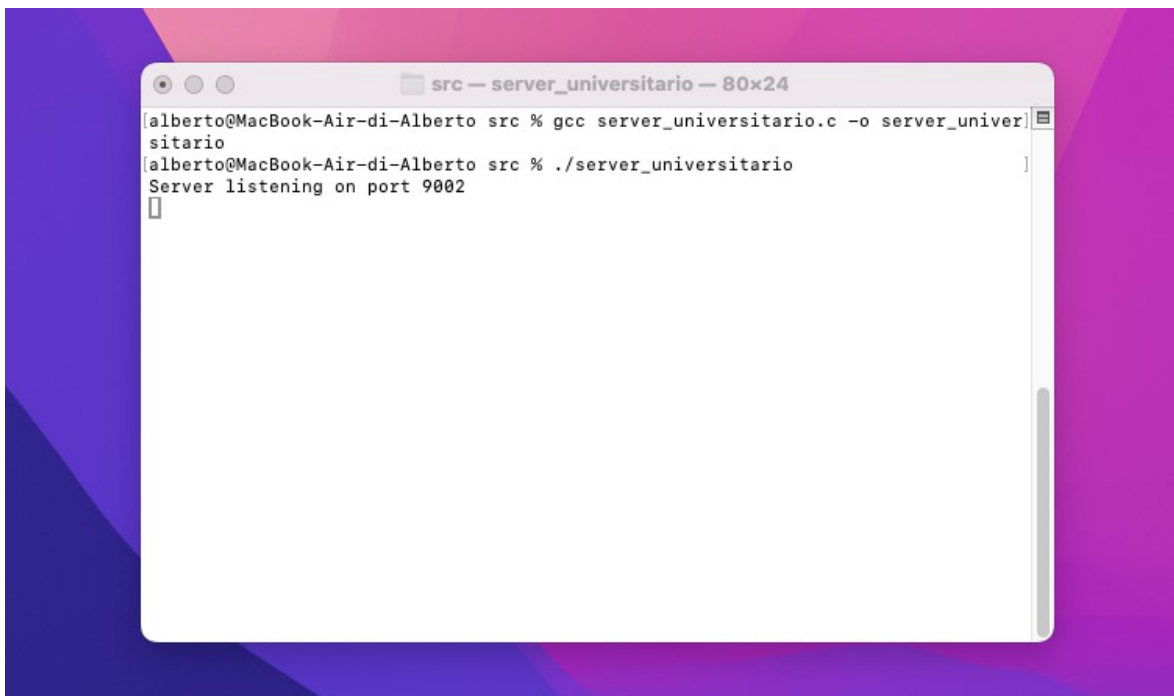 src — server_universitario — 80×24
[alberto@MacBook-Air-di-Alberto src % gcc server_universitario.c -o server_univer]
sitario
[alberto@MacBook-Air-di-Alberto src % ./server_universitario ]
Server listening on port 9002